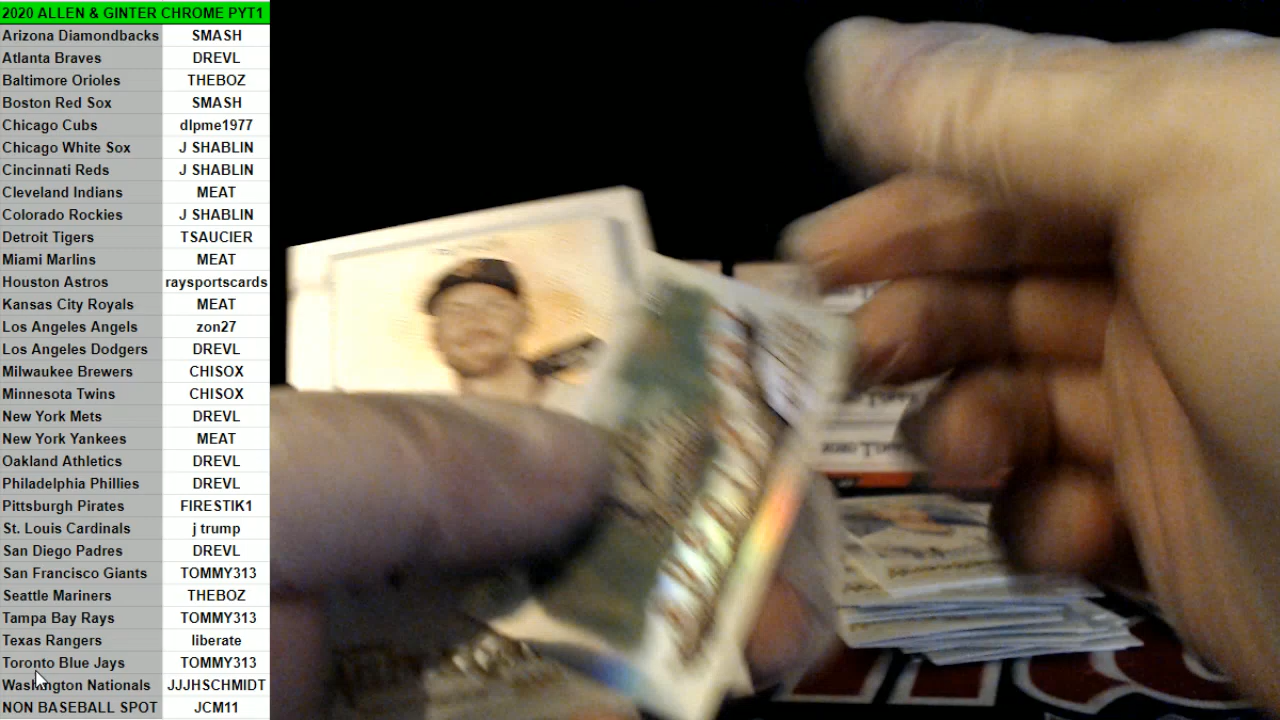 2020 ALLEN & GINTER CHROME PYT1
Arizona Diamondbacks SMASH
Atlanta Braves DREVL
Baltimore Orioles THEBOZ
Boston Red Sox SMASH
Chicago Cubs dlpme1977
Chicago White Sox J SHABLIN
Cincinnati Reds J SHABLIN
Cleveland Indians MEAT
Colorado Rockies J SHABLIN
Detroit Tigers TSAUCIER
Miami Marlins MEAT
Houston Astros raysportscards
Kansas City Royals MEAT
Los Angeles Angels zon27
Los Angeles Dodgers DREVL
Milwaukee Brewers CHISOX
Minnesota Twins CHISOX
New York Mets DREVL
New York Yankees MEAT
Oakland Athletics DREVL
Philadelphia Phillies DREVL
Pittsburgh Pirates FIRESTIK1
St. Louis Cardinals j trump
San Diego Padres DREVL
San Francisco Giants TOMMY313
Seattle Mariners THEBOZ
Tampa Bay Rays TOMMY313
Texas Rangers liberate
Toronto Blue Jays TOMMY313
Washington Nationals JJJHSCHMIDT
NON BASEBALL SPOT JCM11